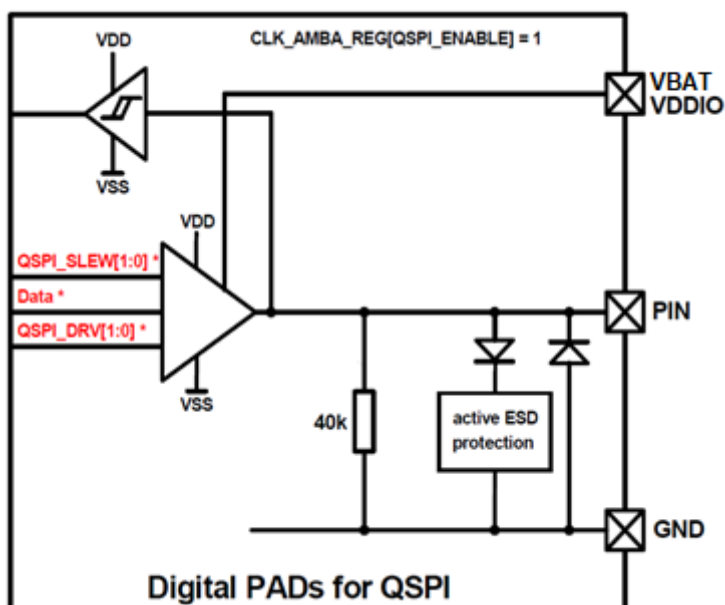 VDD
CLK_AMBA_REG[QSPI_ENABLE] = 1
VBAT
VDDIO
VSS
VDD
QSPI_SLEW[1:0] *
Data *
QSPI_DRV[1:0] *
PIN
VSS
40k
active ESD
protection
GND
Digital PADs for QSPI